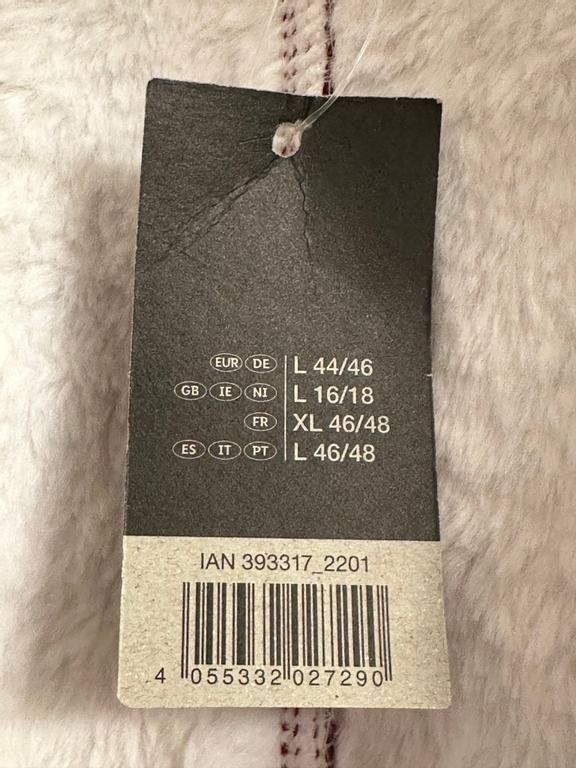 EUR DE L 44/46
GB IE NI L 16/18
FR XL 46/48
ES IT PT L 46/48
IAN 393317_2201
4 055332 027290